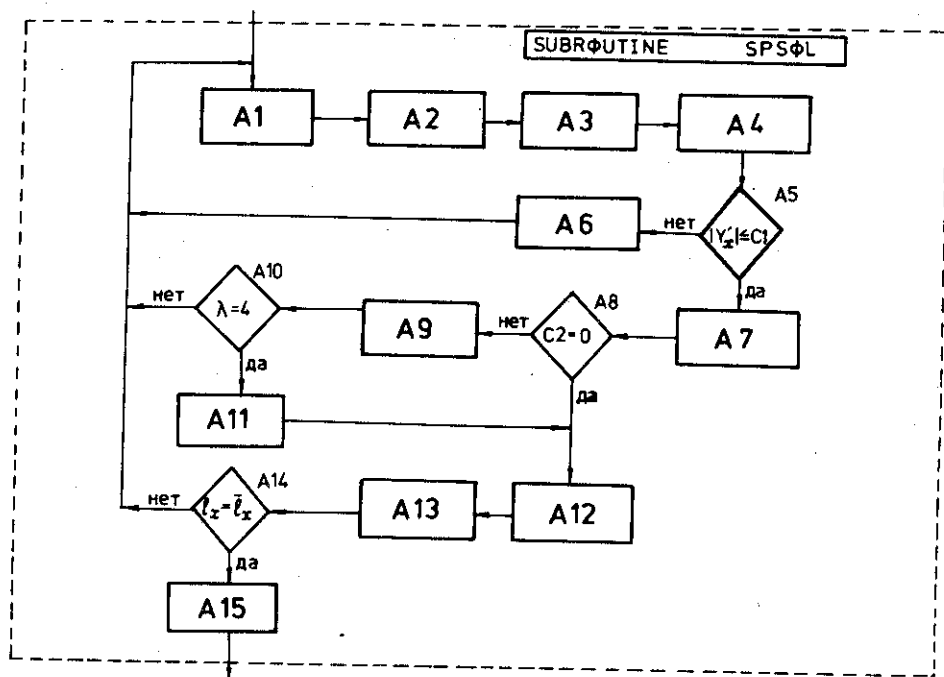 SUBRΦUTINE SPSΦL
A1
A2
A3
A4
A5
|Y'x|≤C1
нет
A6
да
A7
A8
C2=0
нет
A9
A10
λ=4
нет
да
да
A11
A12
A13
A14
lx=l̄x
нет
да
A15